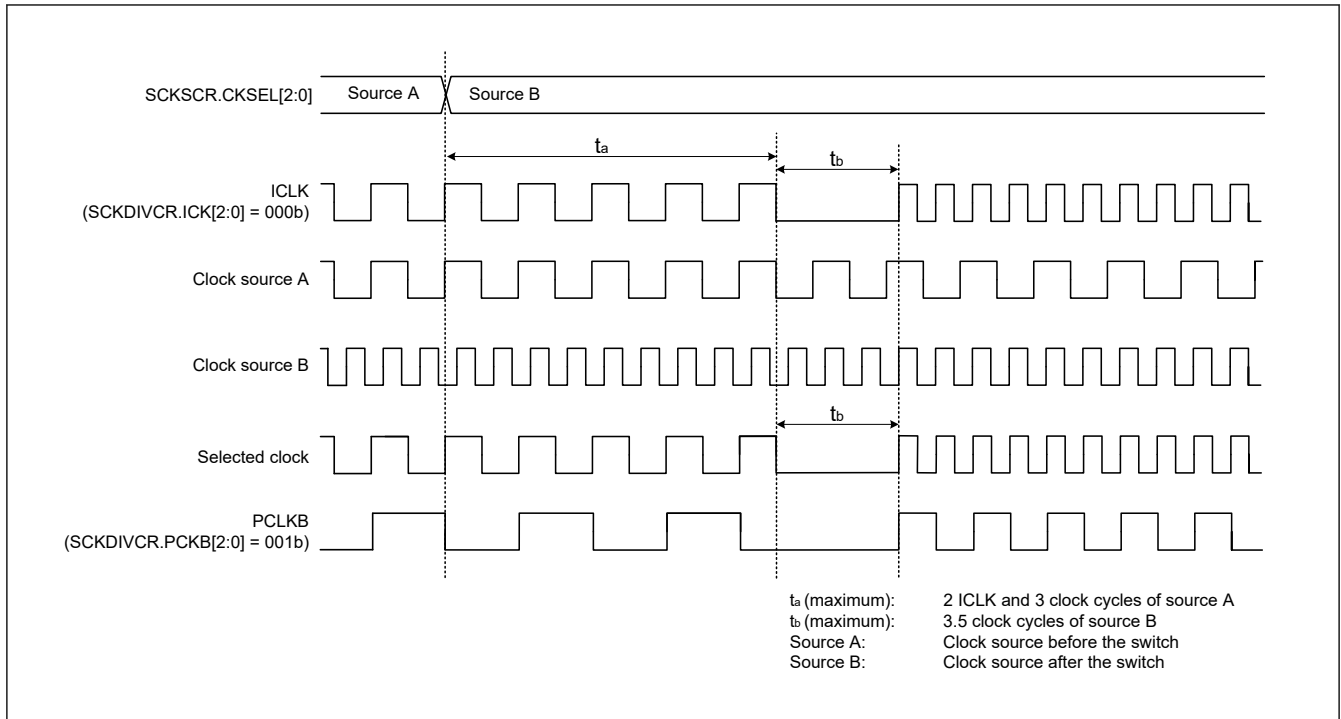 SCKSCR.CKSEL[2:0]
Source A
Source B
ta
tb
ICLK
(SCKDIVCR.ICK[2:0] = 000b)
Clock source A
Clock source B
tb
Selected clock
PCLKB
(SCKDIVCR.PCKB[2:0] = 001b)
ta (maximum): 2 ICLK and 3 clock cycles of source A
tb (maximum): 3.5 clock cycles of source B
Source A: Clock source before the switch
Source B: Clock source after the switch